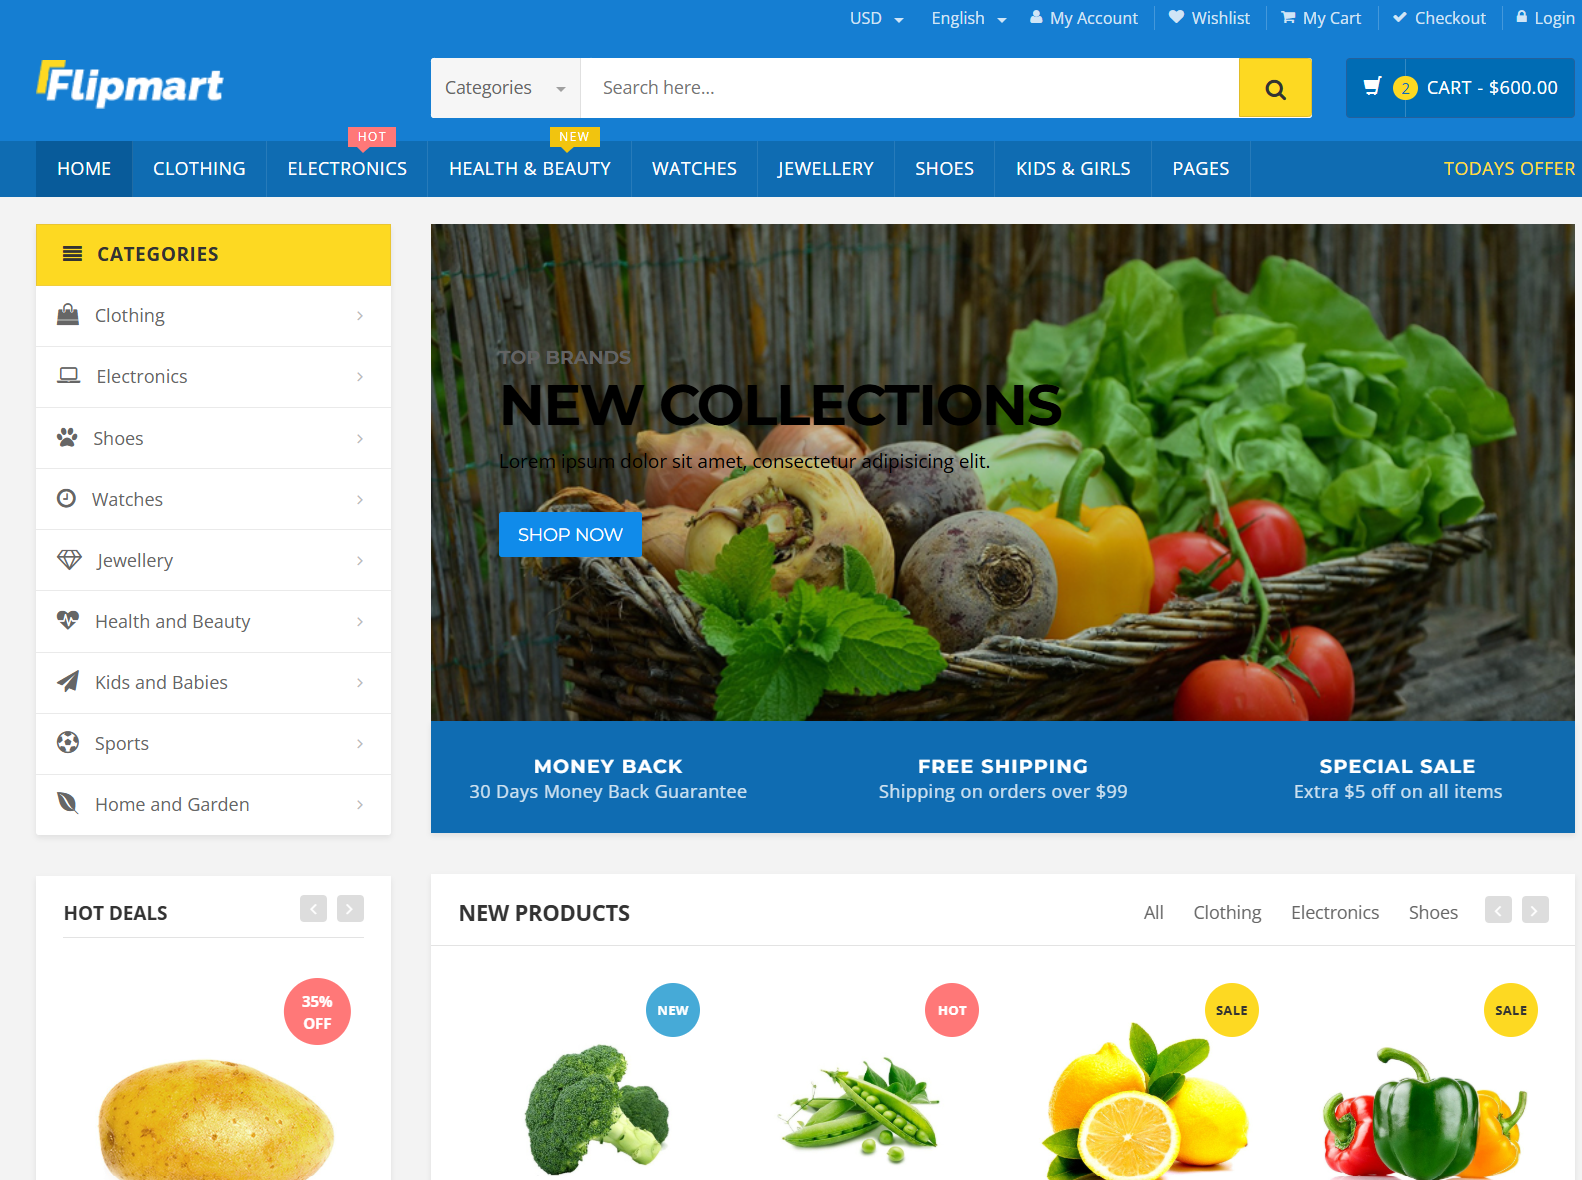 USD English My Account Wishlist My Cart Checkout Login
Flipmart
Categories Search here... 2 CART - $600.00
HOT NEW
HOME CLOTHING ELECTRONICS HEALTH & BEAUTY WATCHES JEWELLERY SHOES KIDS & GIRLS PAGES TODAYS OFFER
CATEGORIES
Clothing
Electronics
Shoes
Watches
Jewellery
Health and Beauty
Kids and Babies
Sports
Home and Garden
TOP BRANDS
NEW COLLECTIONS
Lorem ipsum dolor sit amet, consectetur adipisicing elit.
SHOP NOW
MONEY BACK
30 Days Money Back Guarantee
FREE SHIPPING
Shipping on orders over $99
SPECIAL SALE
Extra $5 off on all items
HOT DEALS
35%
OFF
NEW PRODUCTS All Clothing Electronics Shoes
NEW HOT SALE SALE